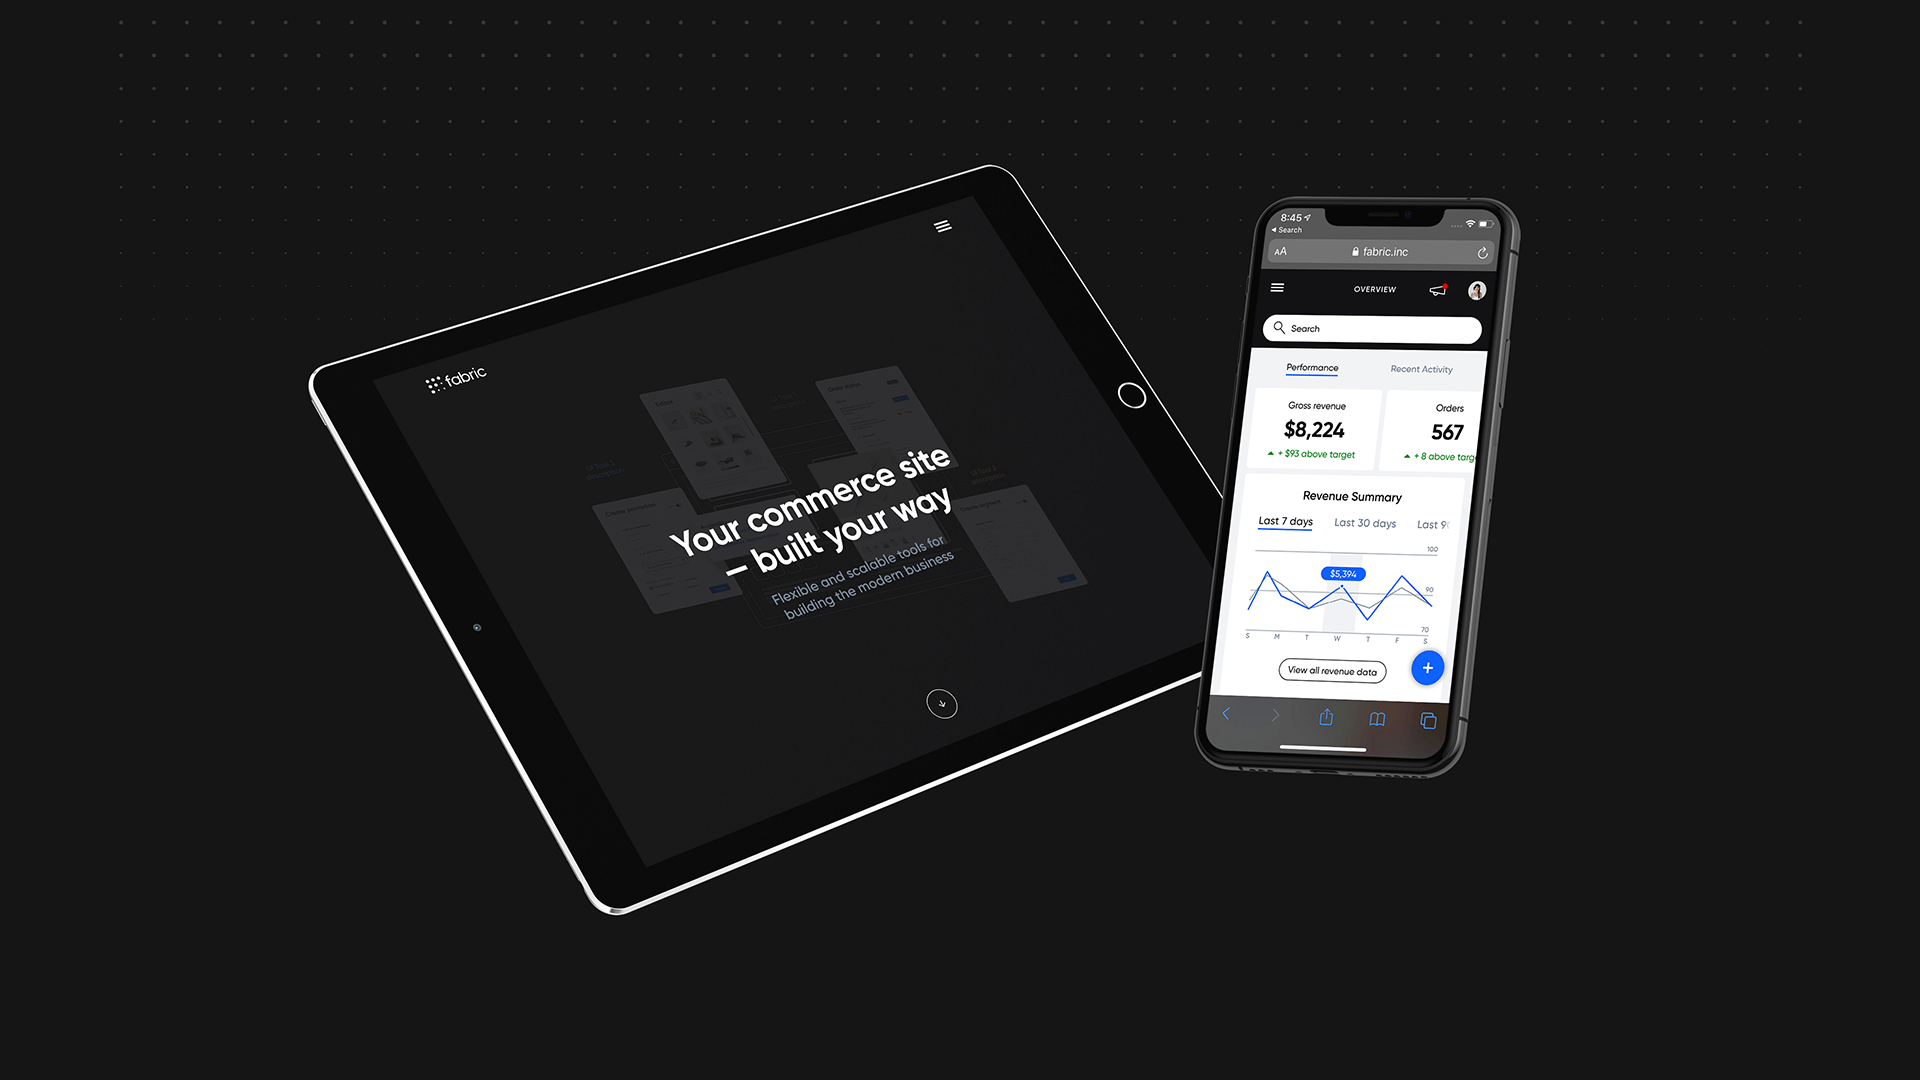 fabric
Editor
Your commerce site
– built your way
Flexible and scalable tools for
building the modern business
8:45
Search
AA
fabric.inc
OVERVIEW
Search
Performance
Recent Activity
Gross revenue
$8,224
+ $93 above target
Orders
567
+ 8 above targ
Revenue Summary
Last 7 days
Last 30 days
Last 9
100
$5,394
90
70
S M T W T F S
View all revenue data